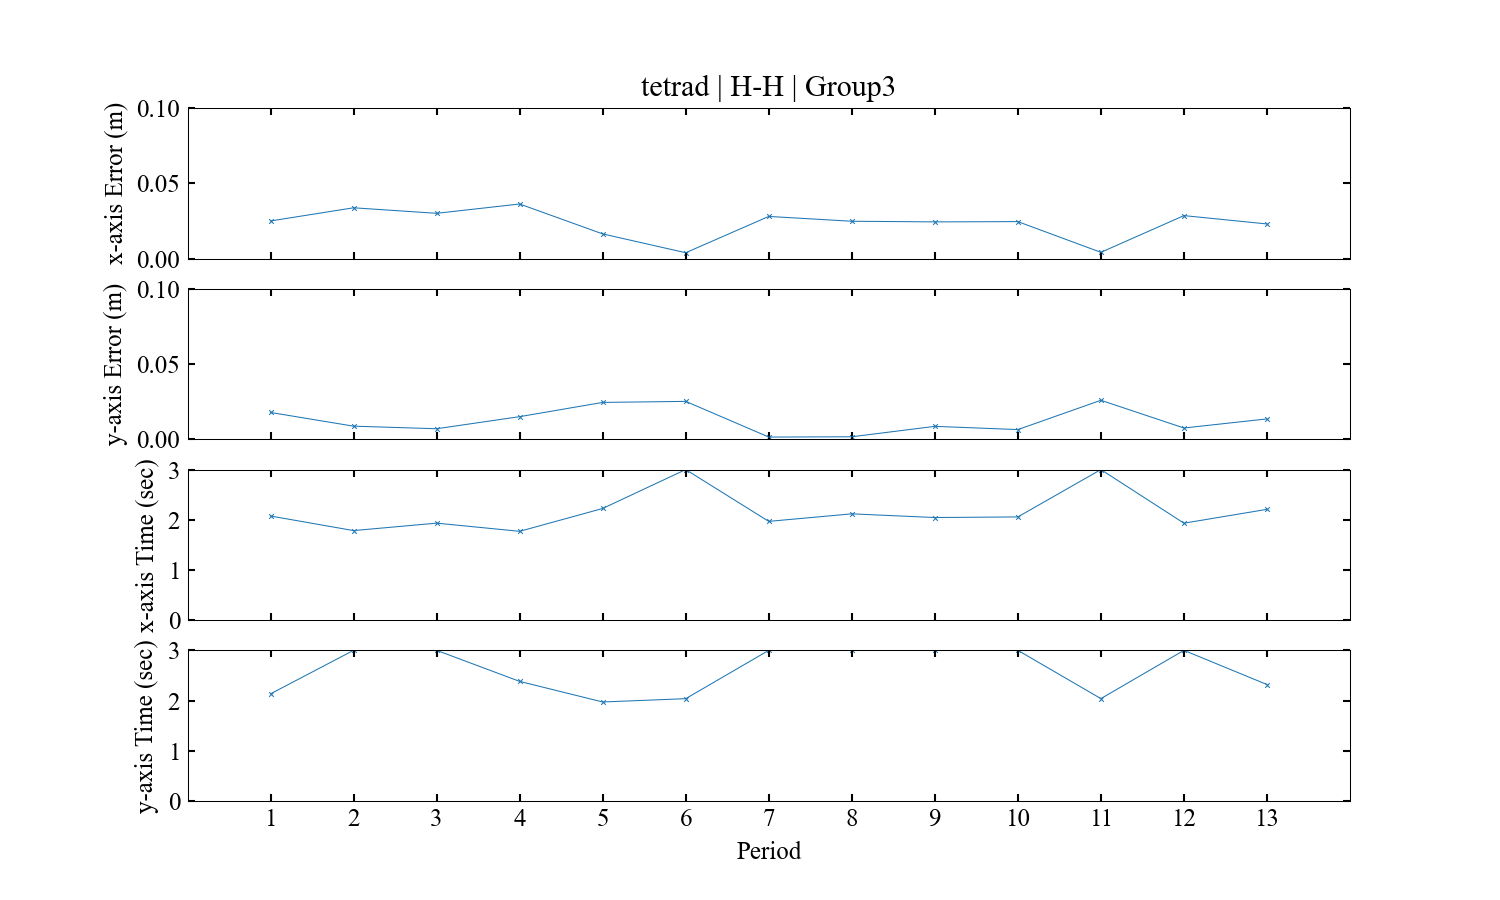 tetrad | H-H | Group3
x-axis Error (m)
0.10
0.05
0.00
y-axis Error (m)
0.10
0.05
0.00
x-axis Time (sec)
3
2
1
0
y-axis Time (sec)
3
2
1
0
1 2 3 4 5 6 7 8 9 10 11 12 13
Period